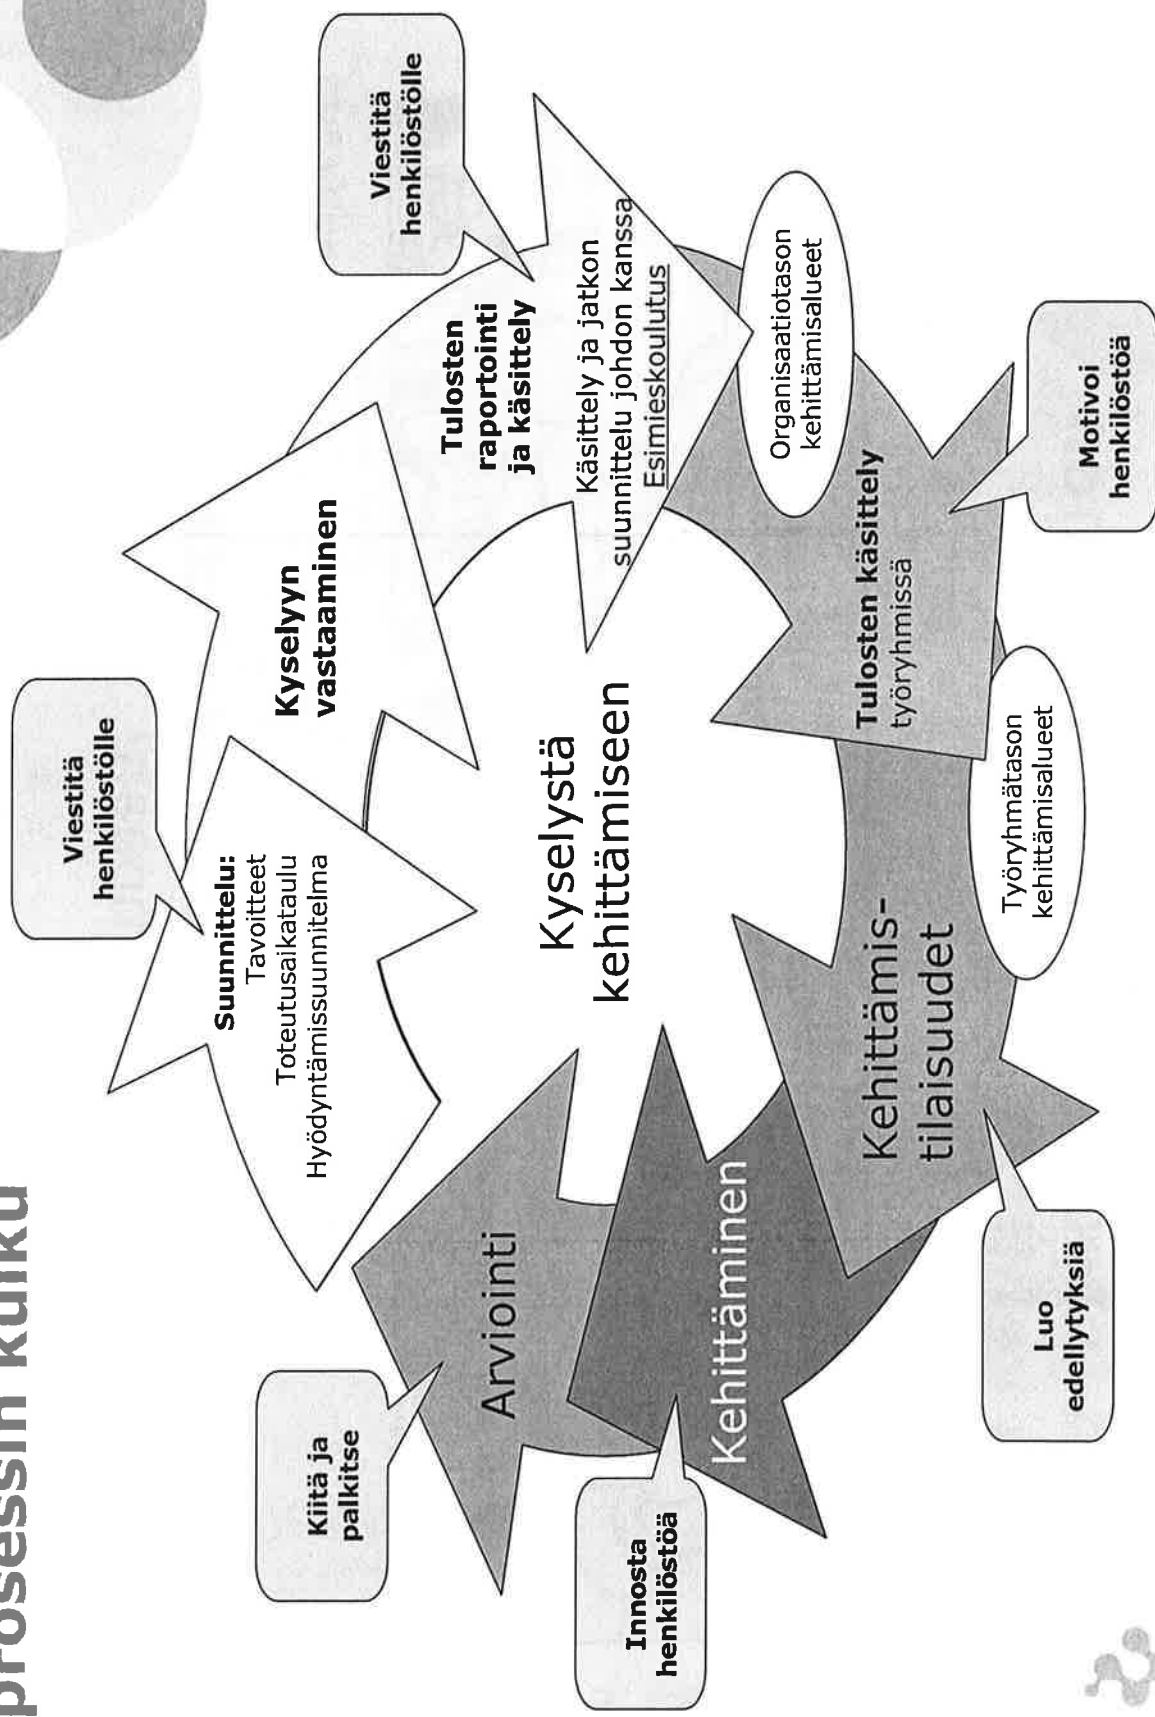 prosessin kulku
Viestitä
henkilöstölle
Suunnittelu:
Tavoitteet
Toteutusaikataulu
Hyödyntämissuunnitelma
Kyselyyn
vastaaminen
Viestitä
henkilöstölle
Tulosten
raportointi
ja käsittely
Käsittely ja jatkon
suunnittelu johdon kanssa
Esimieskoulutus
Organisaatiotason
kehittämisalueet
Tulosten käsittely
työryhmissä
Motivoi
henkilöstöä
Työryhmätason
kehittämisalueet
Kehittämis-
tilaisuudet
Luo
edellytyksiä
Kehittäminen
Innosta
henkilöstöä
Arviointi
Kiitä ja
palkitse
Kyselystä
kehittämiseen